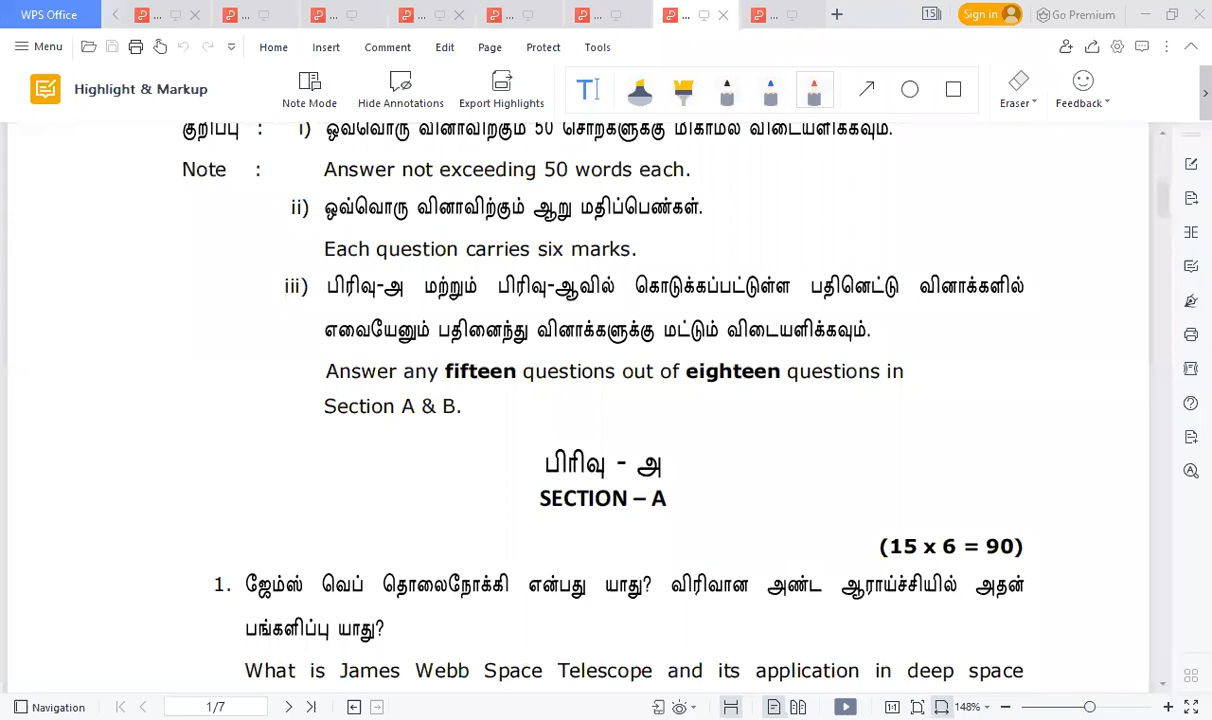 WPS Office
... ... ... ... ... ... ... ...
15
Sign in
Go Premium
Menu
Home Insert Comment Edit Page Protect Tools
Highlight & Markup
Note Mode
Hide Annotations
Export Highlights
Eraser
Feedback
குறிப்பு : i) ஒவ்வொரு வினாவிற்கும் 50 சொற்களுக்கு மிகாமல் விடையளிக்கவும்.
Note : Answer not exceeding 50 words each.
ii) ஒவ்வொரு வினாவிற்கும் ஆறு மதிப்பெண்கள்.
Each question carries six marks.
iii) பிரிவு-அ மற்றும் பிரிவு-ஆவில் கொடுக்கப்பட்டுள்ள பதினெட்டு வினாக்களில்
எவையேனும் பதினைந்து வினாக்களுக்கு மட்டும் விடையளிக்கவும்.
Answer any fifteen questions out of eighteen questions in
Section A & B.
பிரிவு - அ
SECTION – A
(15 x 6 = 90)
1. ஜேம்ஸ் வெப் தொலைநோக்கி என்பது யாது? விரிவான அண்ட ஆராய்ச்சியில் அதன்
பங்களிப்பு யாது?
What is James Webb Space Telescope and its application in deep space
Navigation
1/7
1:1
148%